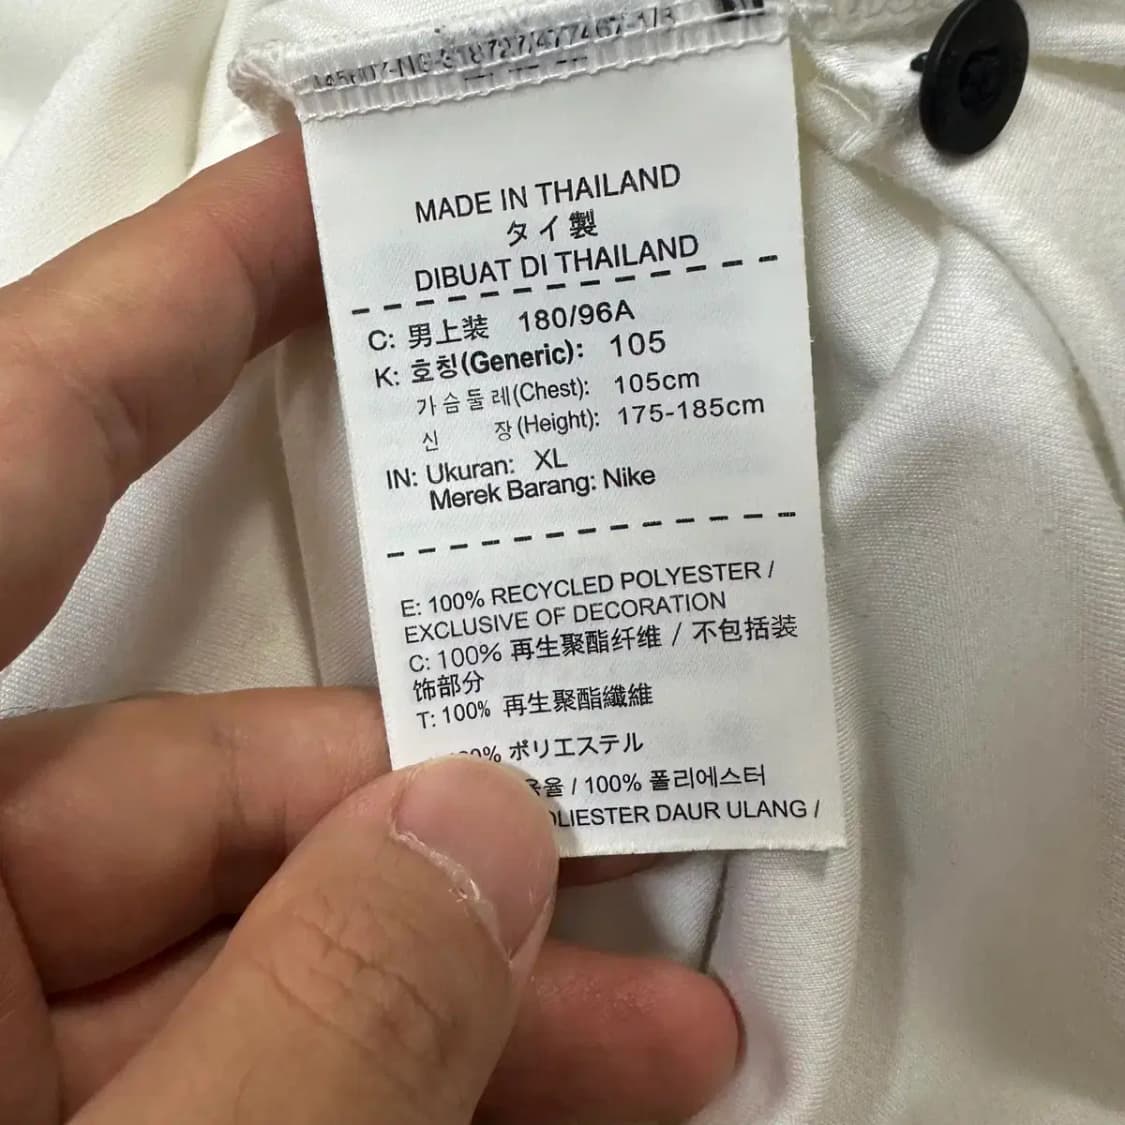 MADE IN THAILAND
タイ製
DIBUAT DI THAILAND
C: 男上装 180/96A
K: 호칭(Generic): 105
가슴둘레(Chest): 105cm
신 장(Height): 175-185cm
IN: Ukuran: XL
Merek Barang: Nike
E: 100% RECYCLED POLYESTER /
EXCLUSIVE OF DECORATION
C: 100% 再生聚酯纤维 / 不包括装
饰部分
T: 100% 再生聚酯纖維
ポリエステル
/ 100% 폴리에스터
DAUR ULANG /